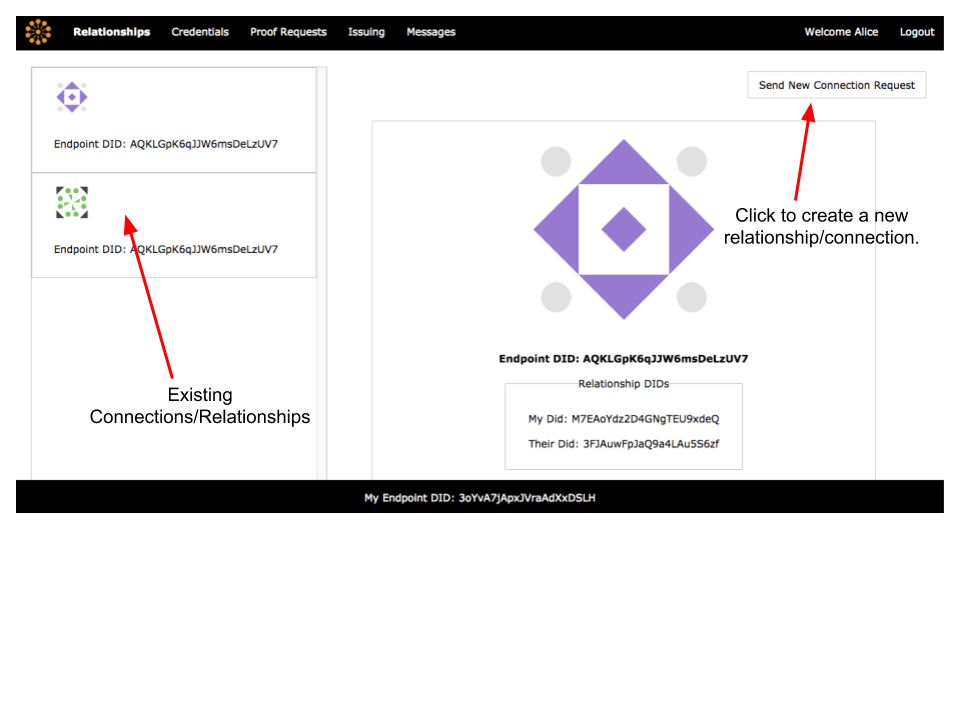 Relationships Credentials Proof Requests Issuing Messages Welcome Alice Logout
Send New Connection Request
Endpoint DID: AQKLGpK6qJJW6msDeLzUV7
Endpoint DID: AQKLGpK6qJJW6msDeLzUV7
Existing
Connections/Relationships
Click to create a new
relationship/connection.
Endpoint DID: AQKLGpK6qJJW6msDeLzUV7
Relationship DIDs
My Did: M7EAoYdz2D4GNgTEU9xdeQ
Their Did: 3FJAuwFpJaQ9a4LAu5S6zf
My Endpoint DID: 3oYvA7jApxJVraAdXxDSLH